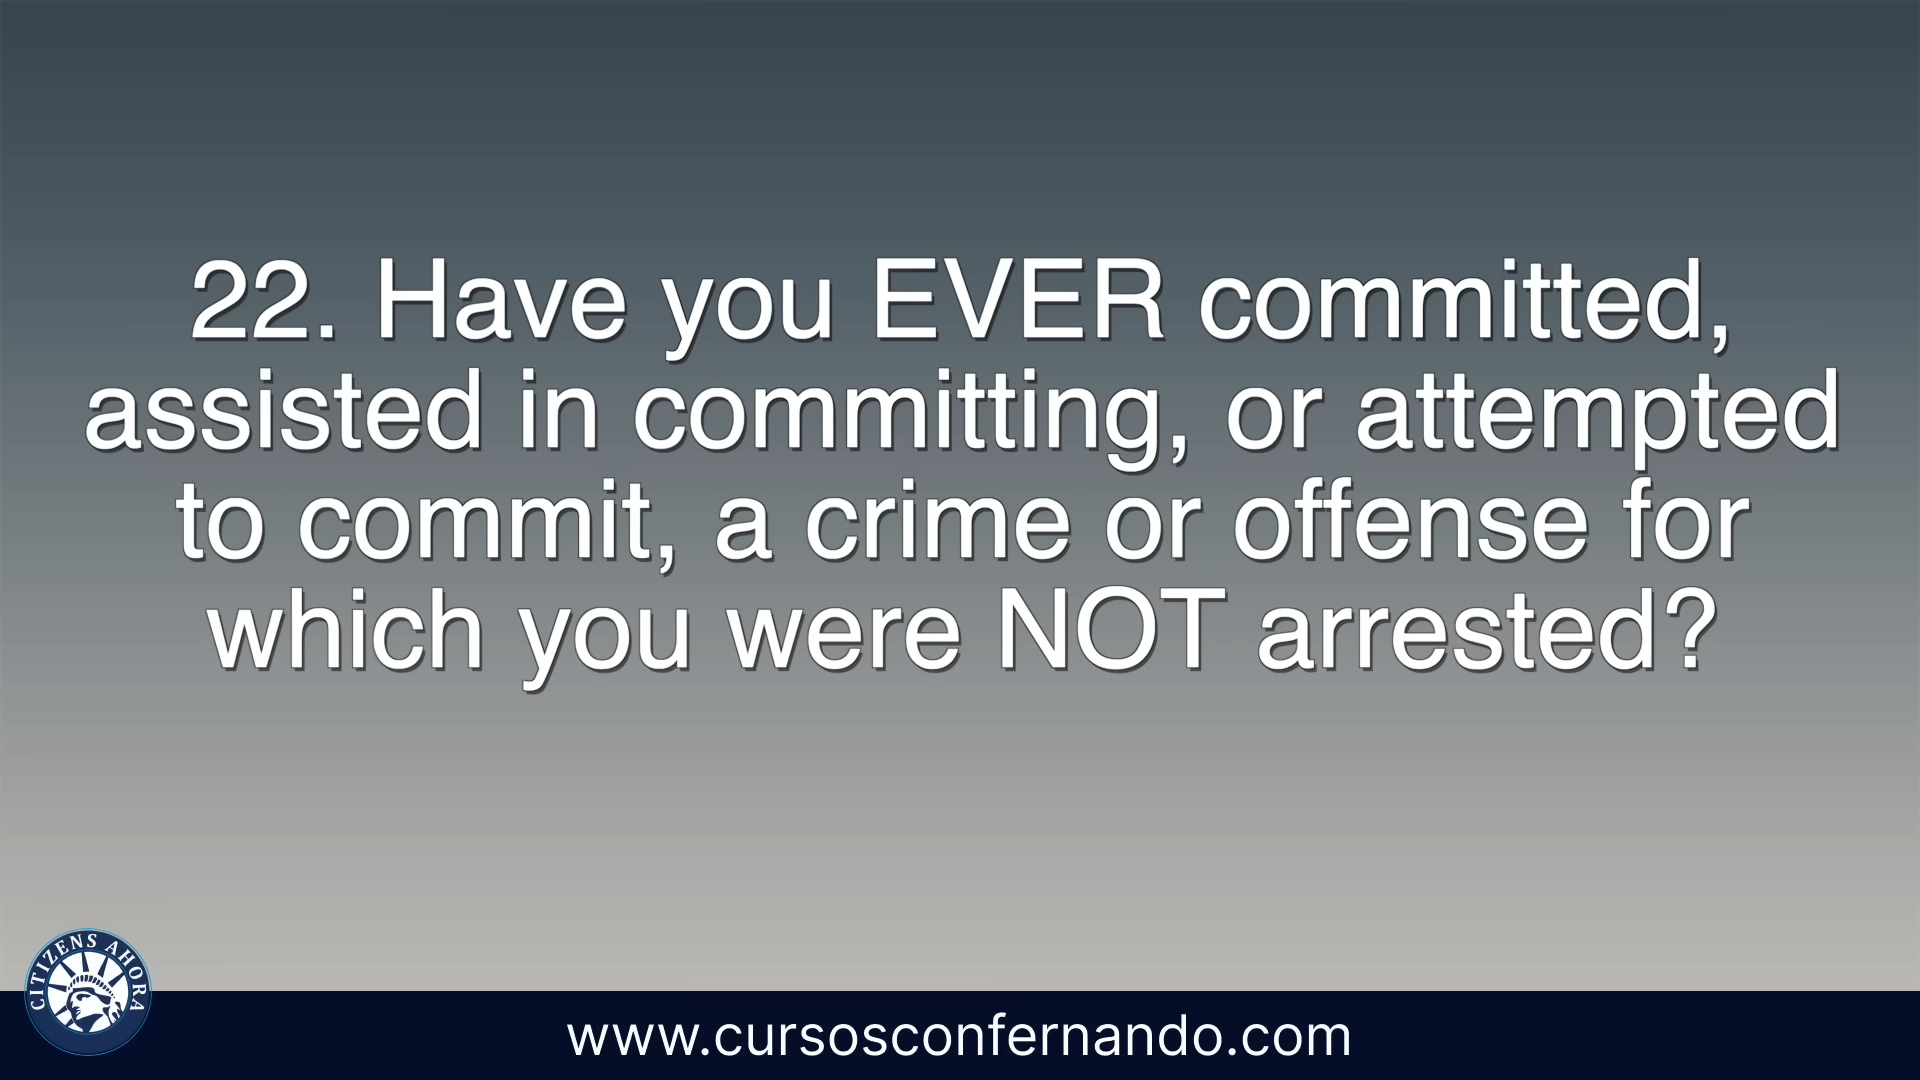 22. Have you EVER committed,
assisted in committing, or attempted
to commit, a crime or offense for
which you were NOT arrested?
CITIZENS AHORA
www.cursosconfernando.com